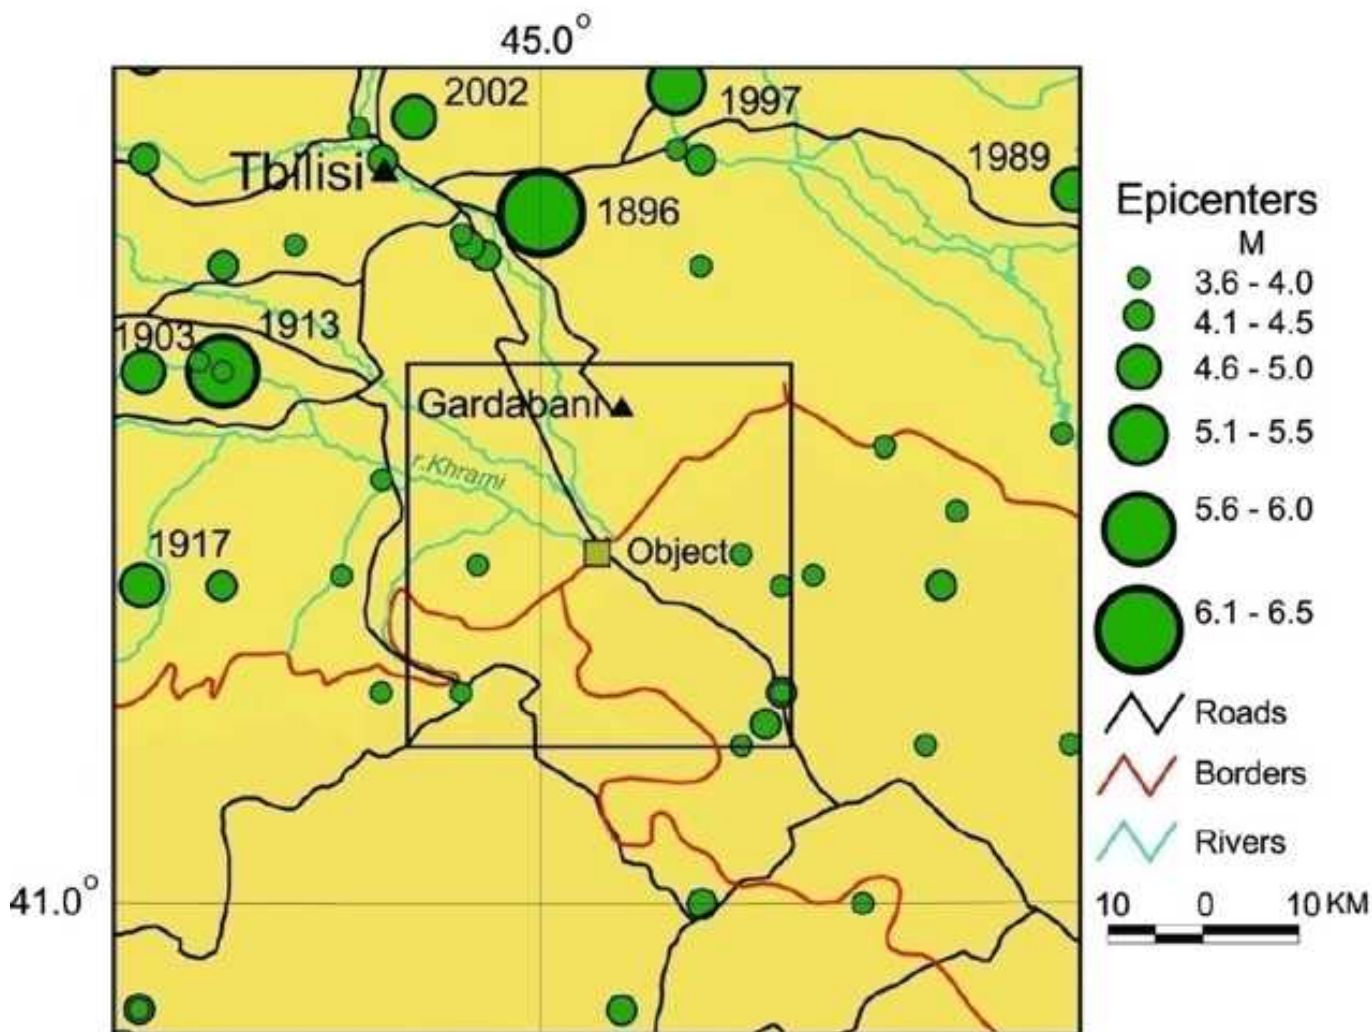 45.0°
2002
1997
Tbilisi
1989
1896
1903
1913
Gardabani
r.Khrami
Object
1917
41.0°
Epicenters
M
3.6 - 4.0
4.1 - 4.5
4.6 - 5.0
5.1 - 5.5
5.6 - 6.0
6.1 - 6.5
Roads
Borders
Rivers
10 0 10 KM